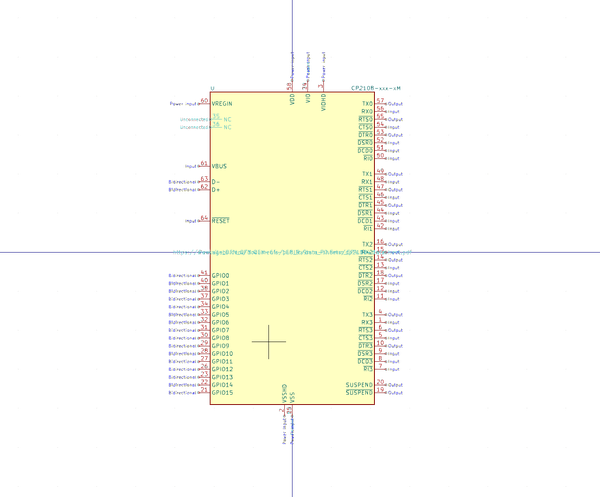 U
CP2108-xxx-xM
Power input
58 VDD
Power input
34 VIO
Power input
3 VIOHD
Power input 60 VREGIN
Unconnected 35 NC
Unconnected 36 NC
Input 61 VBUS
Bidirectional 63 D-
Bidirectional 62 D+
Input 64 RESET
Bidirectional 41 GPIO0
Bidirectional 40 GPIO1
Bidirectional GPIO2
Bidirectional 37 GPIO3
Bidirectional 34 GPIO4
Bidirectional 33 GPIO5
Bidirectional 32 GPIO6
Bidirectional 31 GPIO7
Bidirectional 30 GPIO8
Bidirectional 29 GPIO9
Bidirectional 28 GPIO10
Bidirectional 27 GPIO11
Bidirectional 26 GPIO12
Bidirectional 23 GPIO13
Bidirectional 22 GPIO14
Bidirectional 21 GPIO15
TX0 57 Output
RX0 56 Input
RTS0 55 Output
CTS0 54 Input
DTR0 53 Output
DSR0 52 Input
DCD0 51 Input
RI0 50 Input
TX1 49 Output
RX1 48 Input
RTS1 47 Output
CTS1 46 Input
DTR1 45 Output
DSR1 44 Input
DCD1 43 Input
RI1 42 Input
TX2 16 Output
RTS2 14 Output
CTS2 13 Input
DTR2 18 Output
DSR2 17 Input
DCD2 12 Input
RI2 11 Input
TX3 4 Output
RX3 1 Input
RTS3 6 Output
CTS3 5 Input
DTR3 10 Output
DSR3 9 Input
DCD3 8 Input
RI3 7 Input
SUSPEND 20 Output
SUSPEND 19 Output
VSSHD 2
Power input
VSS
Power input